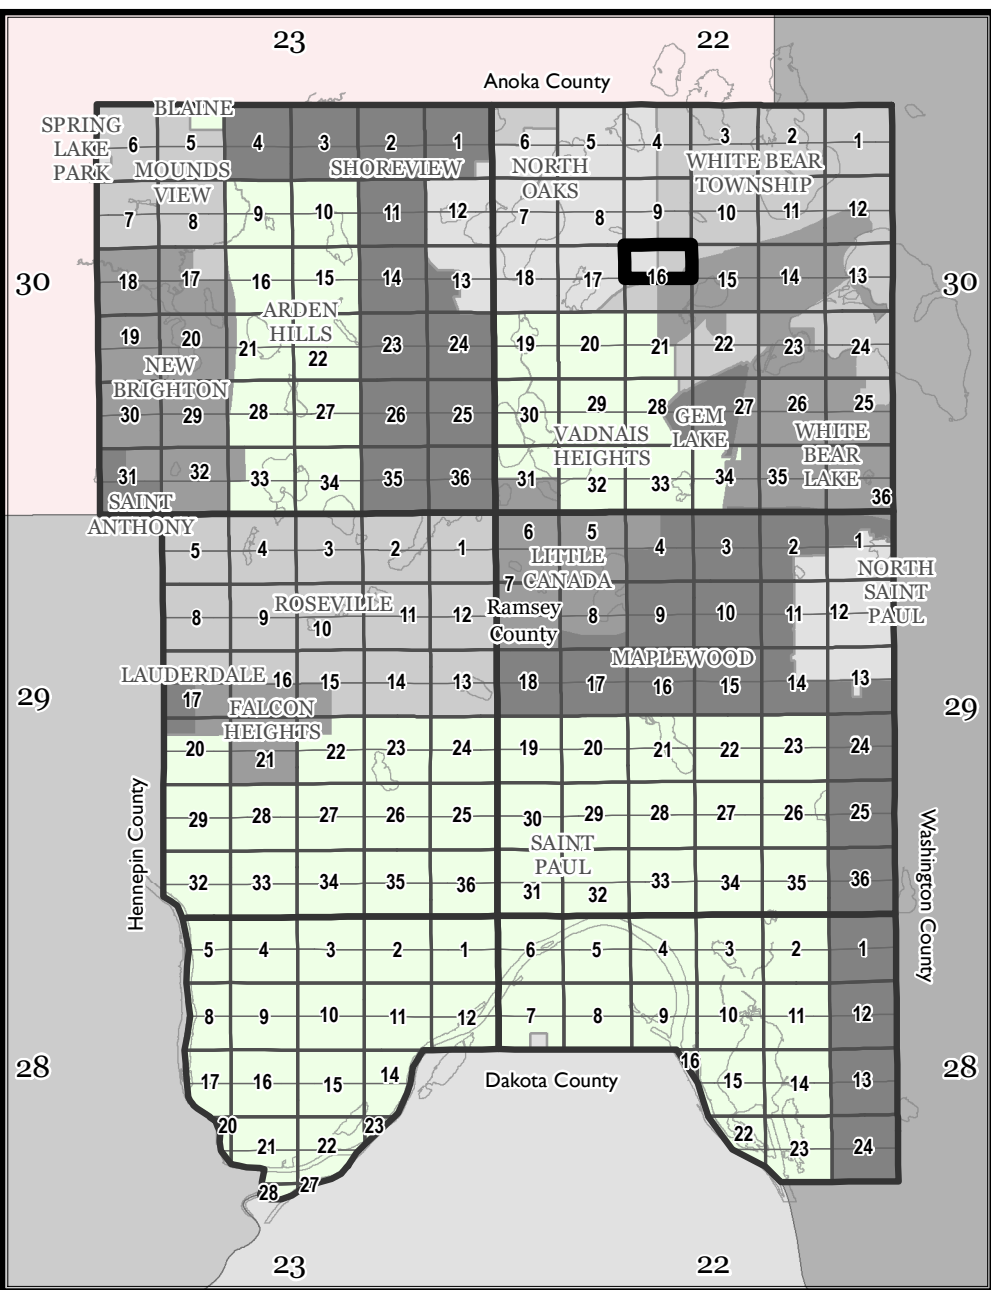 23 22
Anoka County
BLAINE
SPRING
LAKE
PARK
6 5 4 3 2 1 6 5 4 3 2 1
MOUNDS
VIEW
SHOREVIEW
NORTH
OAKS
WHITE BEAR
TOWNSHIP
7 8 9 10 11 12 7 8 9 10 11 12
30 18 17 16 15 14 13 18 17 16 15 14 13 30
ARDEN
HILLS
19 20 21 22 23 24 19 20 21 22 23 24
NEW
BRIGHTON
30 29 28 27 26 25 30 29 28 27 26 25
VADNAIS
HEIGHTS
GEM
LAKE
WHITE
BEAR
LAKE
31 32 33 34 35 36 31 32 33 34 35 36
SAINT
ANTHONY
5 4 3 2 1 6 5 4 3 2 1
LITTLE
CANADA
NORTH
SAINT
PAUL
8 9 10 11 12 7 8 9 10 11 12
ROSEVILLE
Ramsey
County
MAPLEWOOD
LAUDERDALE
29 17 16 15 14 13 18 17 16 15 14 13 29
FALCON
HEIGHTS
20 21 22 23 24 19 20 21 22 23 24
29 28 27 26 25 30 29 28 27 26 25
SAINT
PAUL
32 33 34 35 36 31 32 33 34 35 36
Hennepin County
Washington County
5 4 3 2 1 6 5 4 3 2 1
8 9 10 11 12 7 8 9 10 11 12
28 17 16 15 14 16 15 14 13 28
Dakota County
20 21 22 23 22 23 24
28 27
23 22